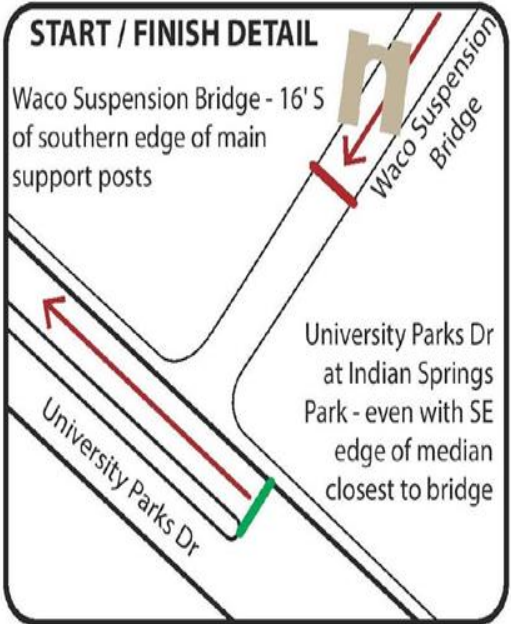 START / FINISH DETAIL
Waco Suspension Bridge - 16' S
of southern edge of main
support posts
Waco Suspension
Bridge
University Parks Dr
at Indian Springs
Park - even with SE
edge of median
closest to bridge
University Parks Dr